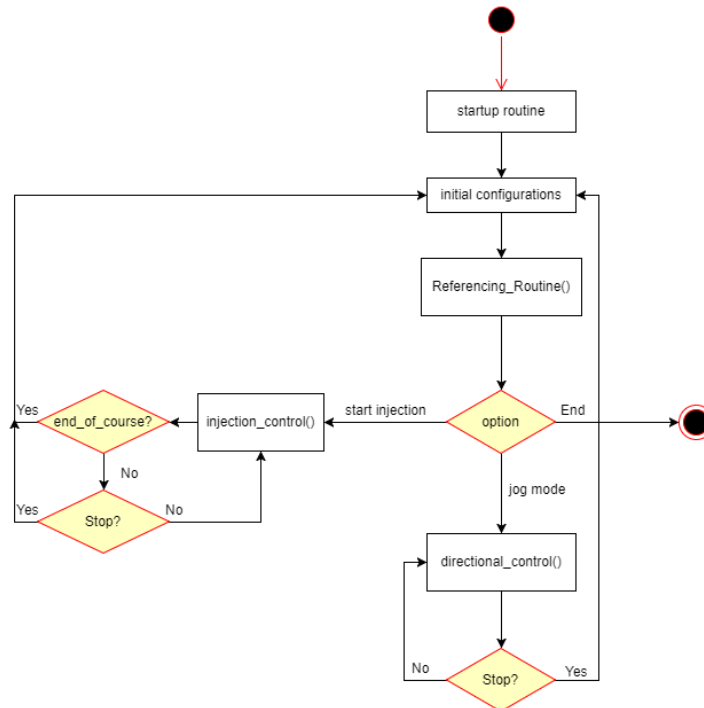 startup routine
initial configurations
Referencing_Routine()
Yes
end_of_course?
injection_control()
start injection
option
End
No
jog mode
Yes
Stop?
No
directional_control()
No
Stop?
Yes